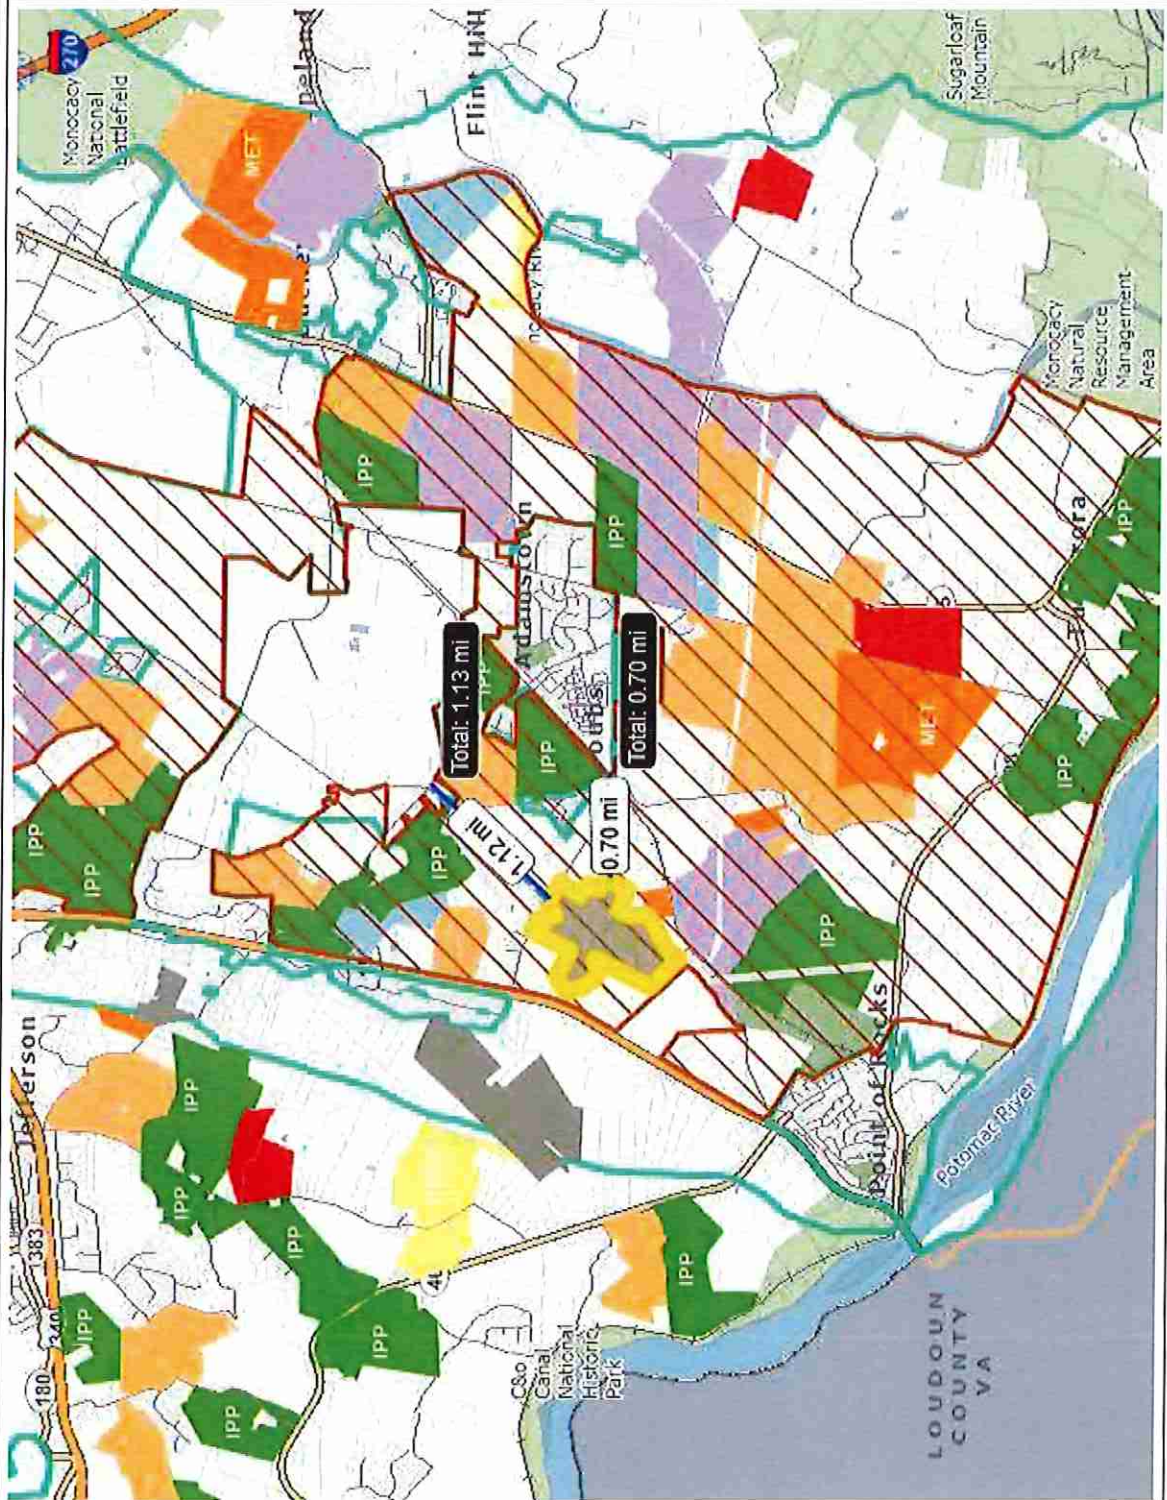 270
Monocacy
National
Battlefield
MET
Flint Hill
Sugarloaf
Mountain
Monocacy
Natural
Resource
Management
Area
IPP
IPP
IPP
IPP
IPP
IPP
IPP
IPP
IPP
IPP
IPP
Adamstown
Total: 1.13 mi
Total: 0.70 mi
1.12 mi
0.70 mi
MET
Jefferson
383
340
180
IPP
IPP
IPP
IPP
IPP
IPP
IPP
Point of Rocks
Potomac River
C&O
Canal
National
Historic
Park
LOUDOUN
COUNTY
VA